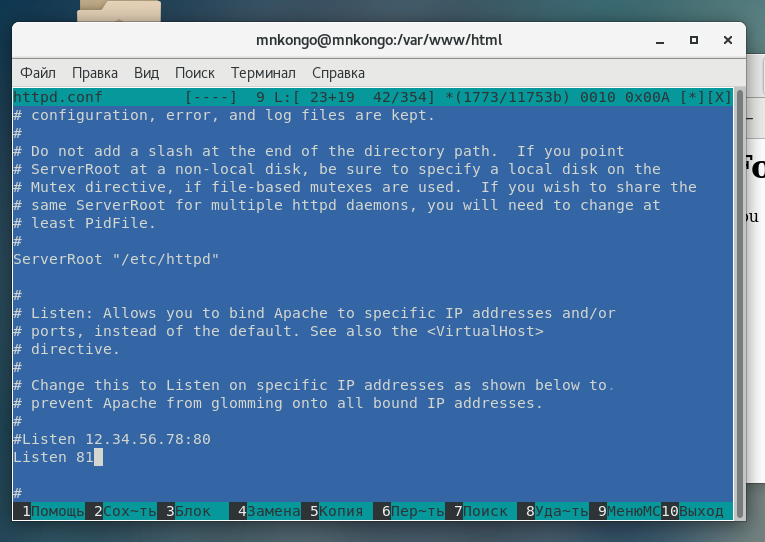 mnkongo@mnkongo:/var/www/html
Файл Правка Вид Поиск Терминал Справка
httpd.conf [----] 9 L:[ 23+19 42/354] *(1773/11753b) 0010 0x00A [*][X]
# configuration, error, and log files are kept.
#
# Do not add a slash at the end of the directory path. If you point
# ServerRoot at a non-local disk, be sure to specify a local disk on the
# Mutex directive, if file-based mutexes are used. If you wish to share the
# same ServerRoot for multiple httpd daemons, you will need to change at
# least PidFile.
#
ServerRoot "/etc/httpd"
#
# Listen: Allows you to bind Apache to specific IP addresses and/or
# ports, instead of the default. See also the <VirtualHost>
# directive.
#
# Change this to Listen on specific IP addresses as shown below to.
# prevent Apache from glomming onto all bound IP addresses.
#
#Listen 12.34.56.78:80
Listen 81
#
1Помощь 2Сох~ть 3Блок 4Замена 5Копия 6Пер~ть 7Поиск 8Уда~ть 9МенюMC 10Выход